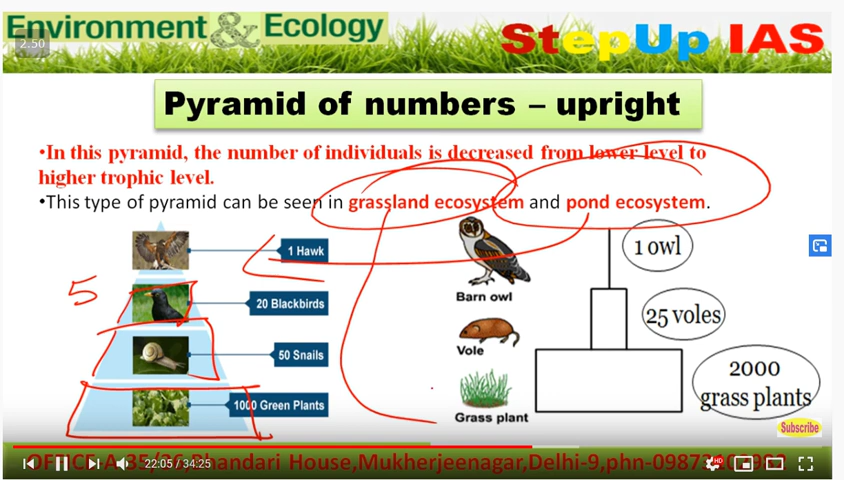 Environment & Ecology
StepUp IAS
2.50
Pyramid of numbers – upright
•In this pyramid, the number of individuals is decreased from lower level to
higher trophic level.
•This type of pyramid can be seen in grassland ecosystem and pond ecosystem.
1 Hawk
5
20 Blackbirds
50 Snails
1000 Green Plants
Barn owl
Vole
Grass plant
1 owl
25 voles
2000
grass plants
Subscribe
22:05 / 34:25
HD
House,Mukherjeenagar,Delhi-9,phn-